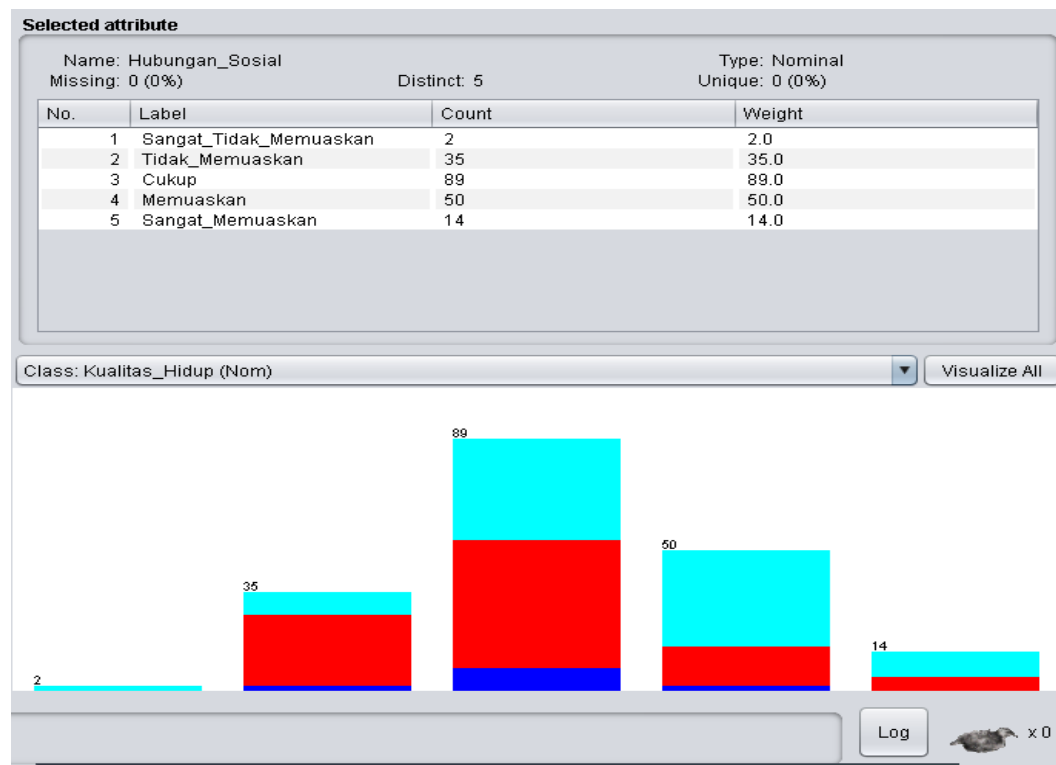 Selected attribute
Name: Hubungan_Sosial Type: Nominal
Missing: 0 (0%) Distinct: 5 Unique: 0 (0%)
No. Label Count Weight
1 Sangat_Tidak_Memuaskan 2 2.0
2 Tidak_Memuaskan 35 35.0
3 Cukup 89 89.0
4 Memuaskan 50 50.0
5 Sangat_Memuaskan 14 14.0
Class: Kualitas_Hidup (Nom) Visualize All
89
50
35
14
2
Log x 0